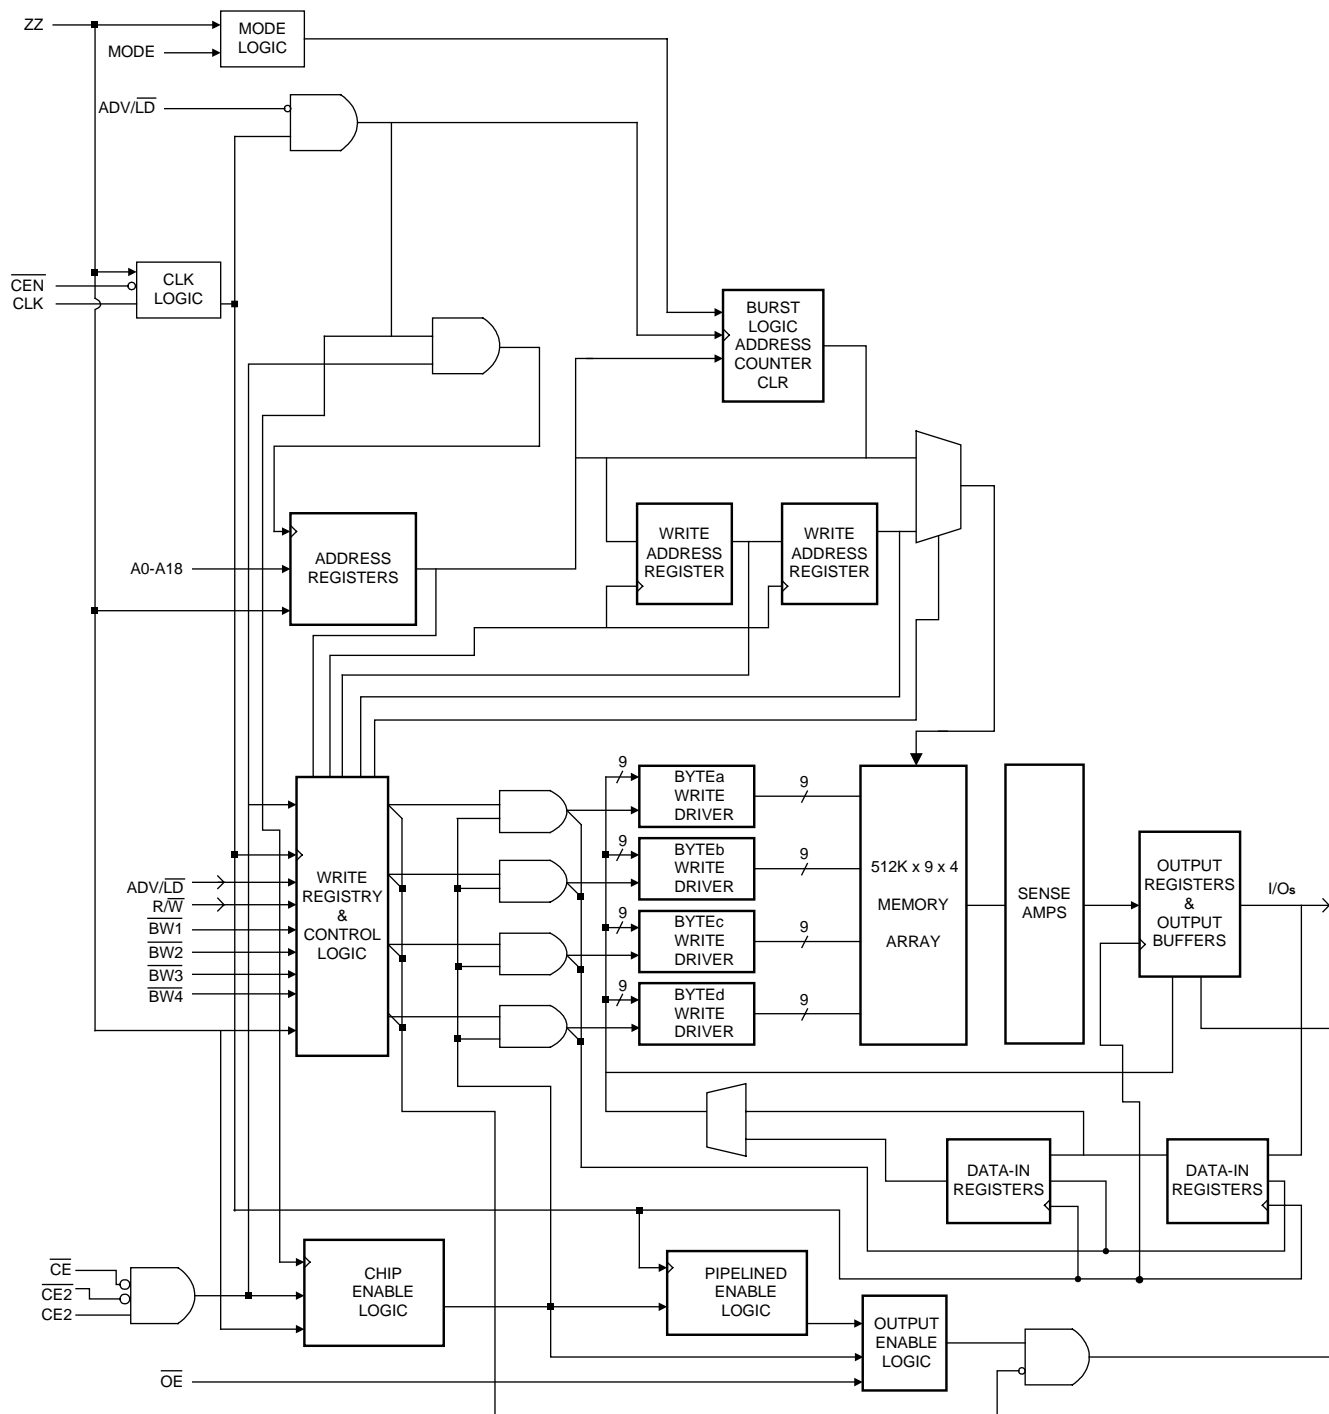 ZZ
MODE
LOGIC
MODE
ADV/LD
CEN
CLK
CLK
LOGIC
BURST
LOGIC
ADDRESS
COUNTER
CLR
A0-A18
ADDRESS
REGISTERS
WRITE
ADDRESS
REGISTER
WRITE
ADDRESS
REGISTER
ADV/LD
R/W
BW1
BW2
BW3
BW4
WRITE
REGISTRY
&
CONTROL
LOGIC
9
BYTEa
WRITE
DRIVER
9
9
BYTEb
WRITE
DRIVER
9
9
BYTEc
WRITE
DRIVER
9
9
BYTEd
WRITE
DRIVER
9
512K x 9 x 4
MEMORY
ARRAY
SENSE
AMPS
OUTPUT
REGISTERS
&
OUTPUT
BUFFERS
I/Os
DATA-IN
REGISTERS
DATA-IN
REGISTERS
CE
CE2
CE2
CHIP
ENABLE
LOGIC
PIPELINED
ENABLE
LOGIC
OUTPUT
ENABLE
LOGIC
OE